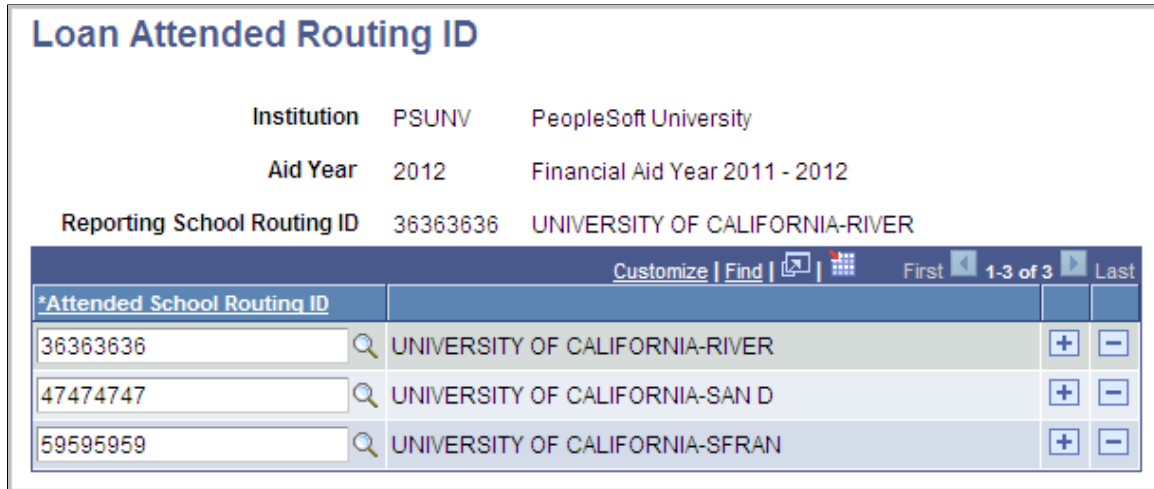 Loan Attended Routing ID
Institution PSUNV PeopleSoft University
Aid Year 2012 Financial Aid Year 2011 - 2012
Reporting School Routing ID 36363636 UNIVERSITY OF CALIFORNIA-RIVER
Customize | Find | | First 1-3 of 3 Last
*Attended School Routing ID
36363636 UNIVERSITY OF CALIFORNIA-RIVER
47474747 UNIVERSITY OF CALIFORNIA-SAN D
59595959 UNIVERSITY OF CALIFORNIA-SFRAN